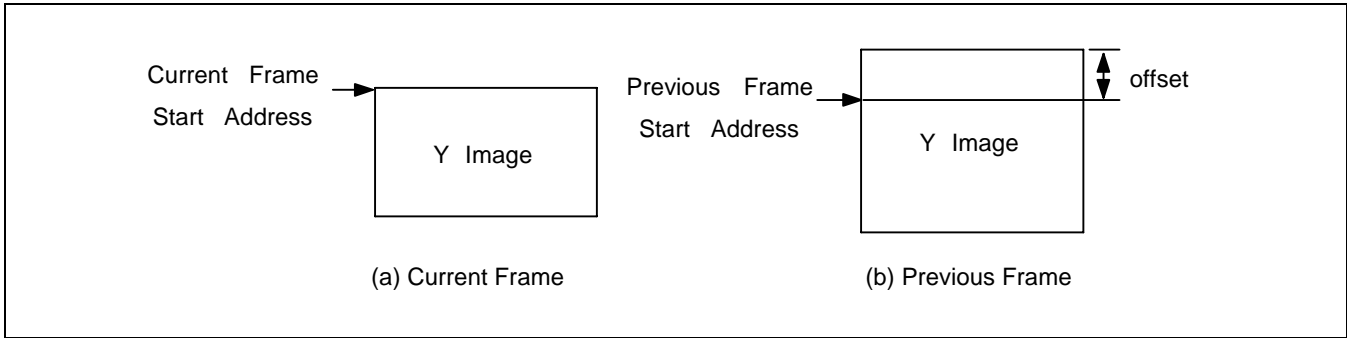 Current Frame
Start Address
Y Image
(a) Current Frame
Previous Frame
Start Address
Y Image
offset
(b) Previous Frame